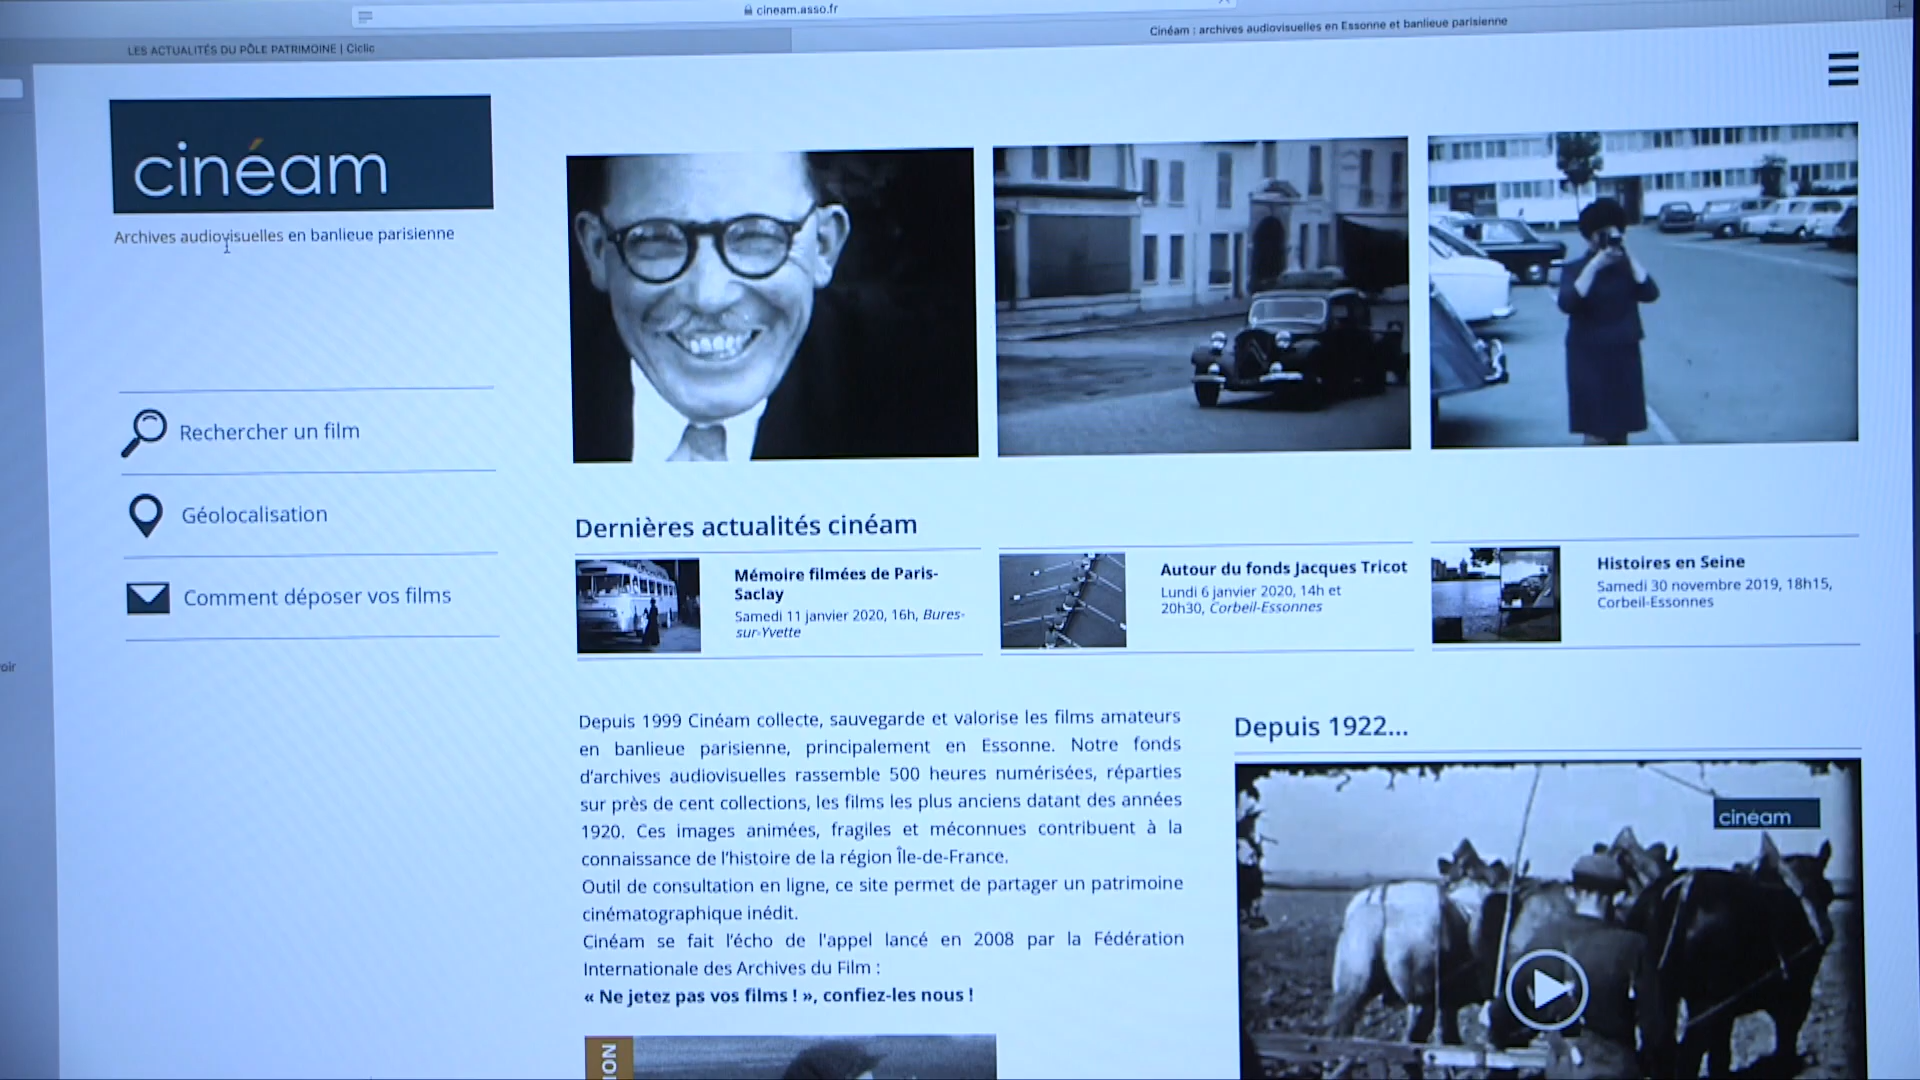 cineam.asso.fr
LES ACTUALITÉS DU PÔLE PATRIMOINE | Ciclic
Cinéam : archives audiovisuelles en Essonne et banlieue parisienne
cinéam
Archives audiovisuelles en banlieue parisienne
Rechercher un film
Géolocalisation
Comment déposer vos films
oir
Dernières actualités cinéam
Mémoire filmées de Paris-
Saclay
Samedi 11 janvier 2020, 16h, Bures-
sur-Yvette
Autour du fonds Jacques Tricot
Lundi 6 janvier 2020, 14h et
20h30, Corbeil-Essonnes
Histoires en Seine
Samedi 30 novembre 2019, 18h15,
Corbeil-Essonnes
Depuis 1999 Cinéam collecte, sauvegarde et valorise les films amateurs
en banlieue parisienne, principalement en Essonne. Notre fonds
d'archives audiovisuelles rassemble 500 heures numérisées, réparties
sur près de cent collections, les films les plus anciens datant des années
1920. Ces images animées, fragiles et méconnues contribuent à la
connaissance de l'histoire de la région Île-de-France.
Outil de consultation en ligne, ce site permet de partager un patrimoine
cinématographique inédit.
Cinéam se fait l'écho de l'appel lancé en 2008 par la Fédération
Internationale des Archives du Film :
« Ne jetez pas vos films ! », confiez-les nous !
ION
Depuis 1922...
cinéam